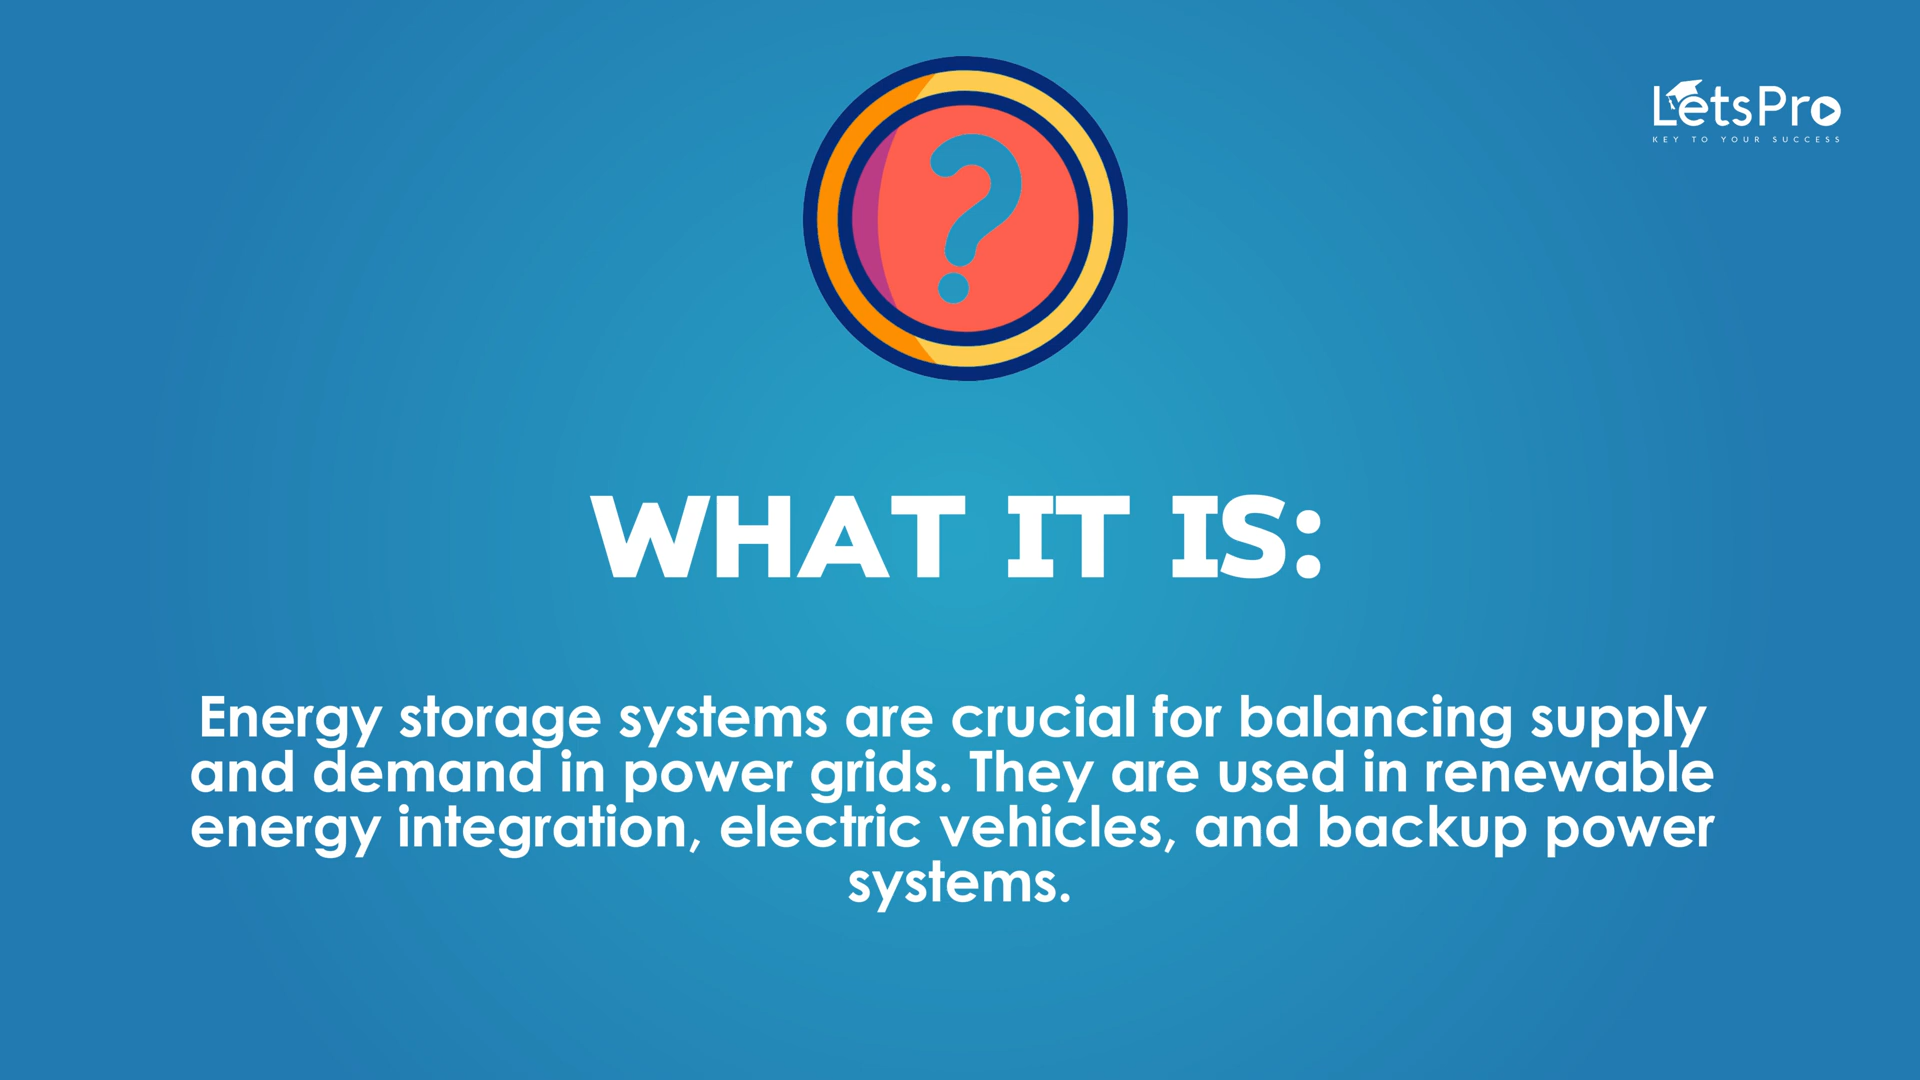 LetsPro
KEY TO YOUR SUCCESS
?
WHAT IT IS:
Energy storage systems are crucial for balancing supply
and demand in power grids. They are used in renewable
energy integration, electric vehicles, and backup power
systems.